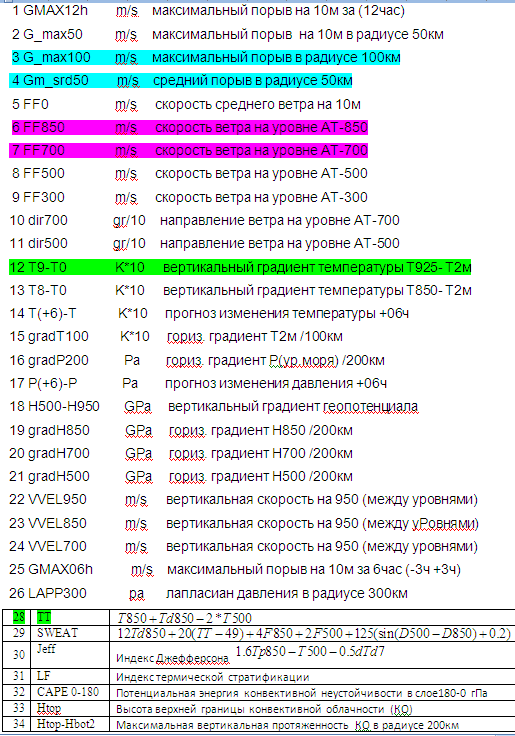 1 GMAX12h m/s максимальный порыв на 10м за (12час)
2 G_max50 m/s максимальный порыв на 10м в радиусе 50км
3 G_max100 m/s максимальный порыв в радиусе 100км
4 Gm_srd50 m/s средний порыв в радиусе 50км
5 FF0 m/s скорость среднего ветра на 10м
6 FF850 m/s скорость ветра на уровне АТ-850
7 FF700 m/s скорость ветра на уровне АТ-700
8 FF500 m/s скорость ветра на уровне АТ-500
9 FF300 m/s скорость ветра на уровне АТ-300
10 dir700 gr/10 направление ветра на уровне АТ-700
11 dir500 gr/10 направление ветра на уровне АТ-500
12 T9-T0 K*10 вертикальный градиент температуры T925- T2м
13 T8-T0 K*10 вертикальный градиент температуры T850- T2м
14 T(+6)-T K*10 прогноз изменения температуры +06ч
15 gradT100 K*10 гориз. градиент T2м /100км
16 gradP200 Pa гориз. градиент P(ур.моря) /200км
17 P(+6)-P Pa прогноз изменения давления +06ч
18 H500-H950 GPa вертикальный градиент геопотенциала
19 gradH850 GPa гориз. градиент H850 /200км
20 gradH700 GPa гориз. градиент H700 /200км
21 gradH500 GPa гориз. градиент H500 /200км
22 VVEL950 m/s вертикальная скорость на 950 (между уровнями)
23 VVEL850 m/s вертикальная скорость на 950 (между уРовнями)
24 VVEL700 m/s вертикальная скорость на 950 (между уровнями)
25 GMAX06h m/s максимальный порыв на 10м за 6час (-3ч +3ч)
26 LAPP300 pa лапласиан давления в радиусе 300км
28 TT T850+Td850−2*T500
29 SWEAT 12Td850+20(TT−49)+4F850+2F500+125(sin(D500−D850)+0.2)
30 Jeff Индекс Джефферсона 1.6Tp850−T500−0.5dTd7
31 LF Индекс термической стратификации
32 CAPE 0-180 Потенциальная энергия конвективной неустойчивости в слое180-0 гПа
33 Htop Высота верхней границы конвективной облачности (КО)
34 Htop-Hbot2 Максимальная вертикальная протяженность КО в радиусе 200км